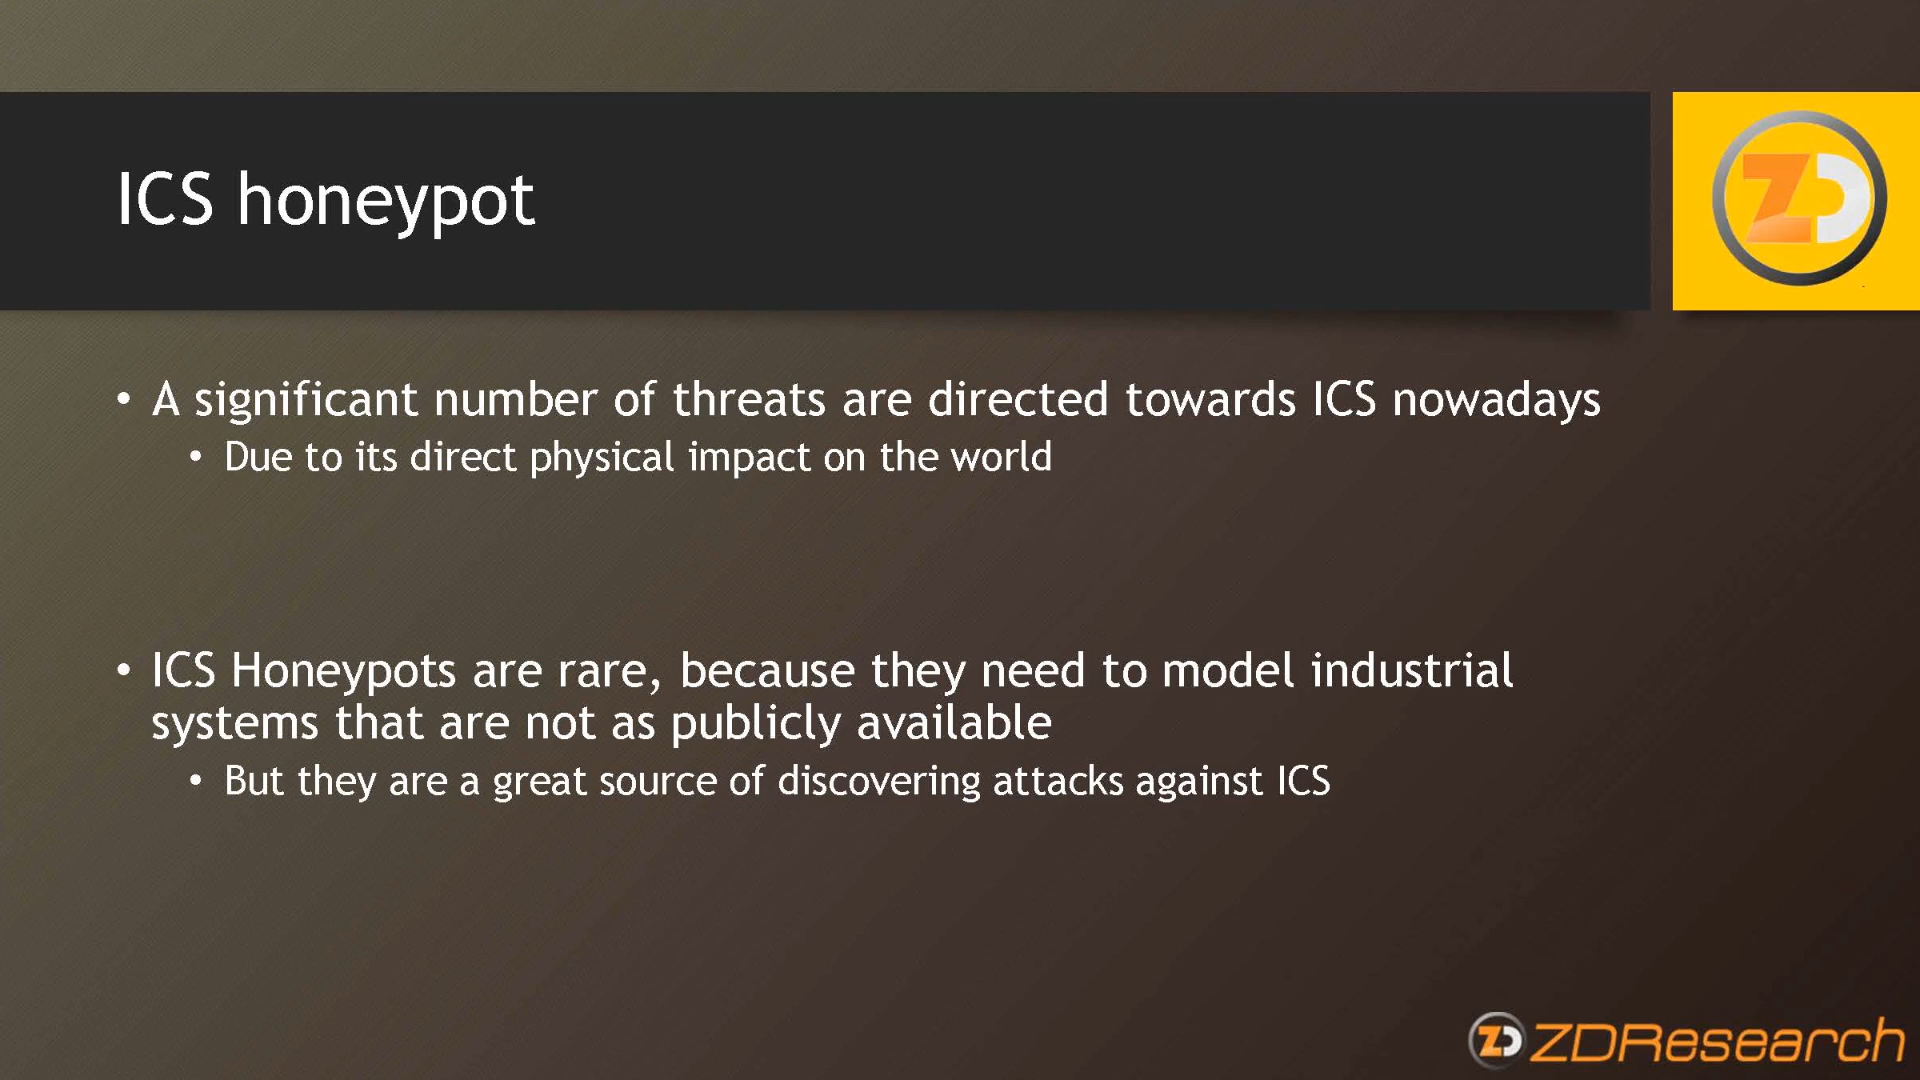 ICS honeypot
ZD
• A significant number of threats are directed towards ICS nowadays
• Due to its direct physical impact on the world
• ICS Honeypots are rare, because they need to model industrial
systems that are not as publicly available
• But they are a great source of discovering attacks against ICS
ZD ZDResearch